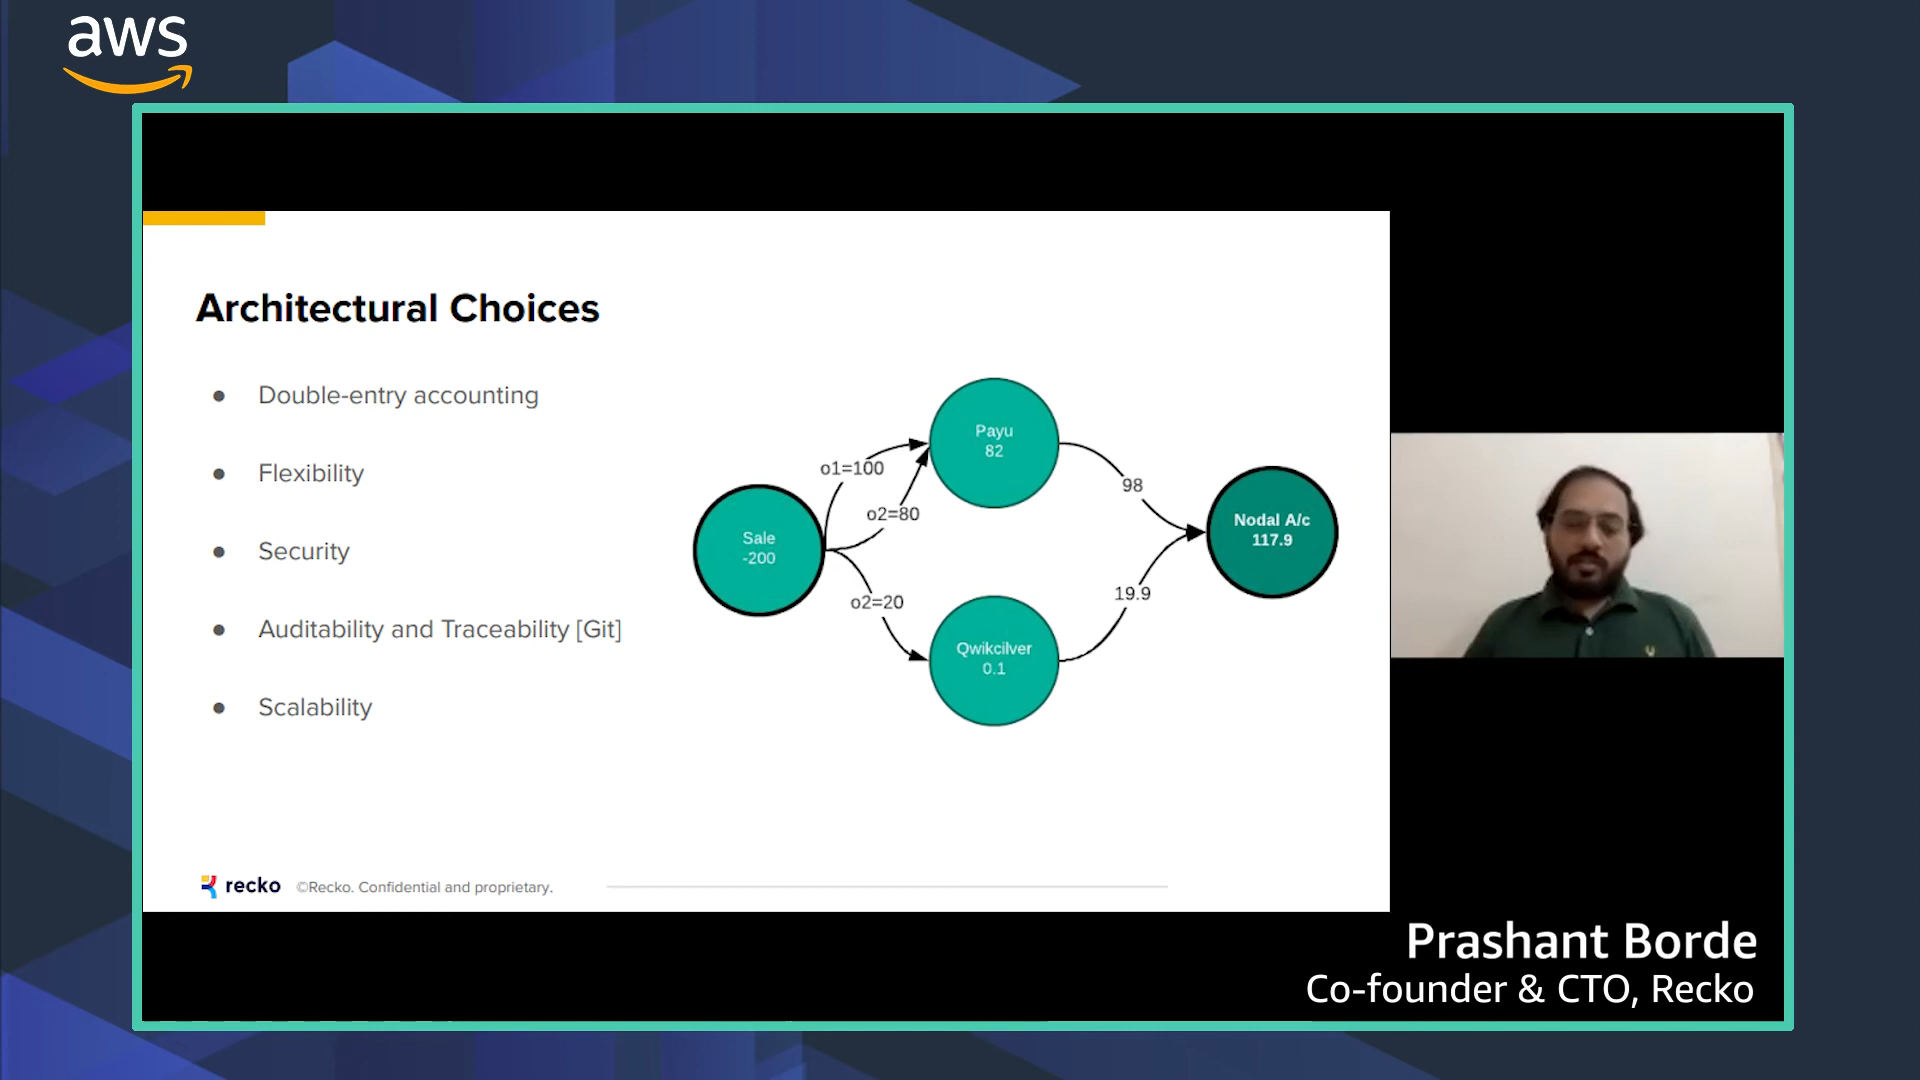 aws
Architectural Choices
● Double-entry accounting
● Flexibility
● Security
● Auditability and Traceability [Git]
● Scalability
Sale
-200
o1=100
o2=80
o2=20
Payu
82
Qwikcilver
0.1
98
19.9
Nodal A/c
117.9
recko ©Recko. Confidential and proprietary.
Prashant Borde
Co-founder & CTO, Recko